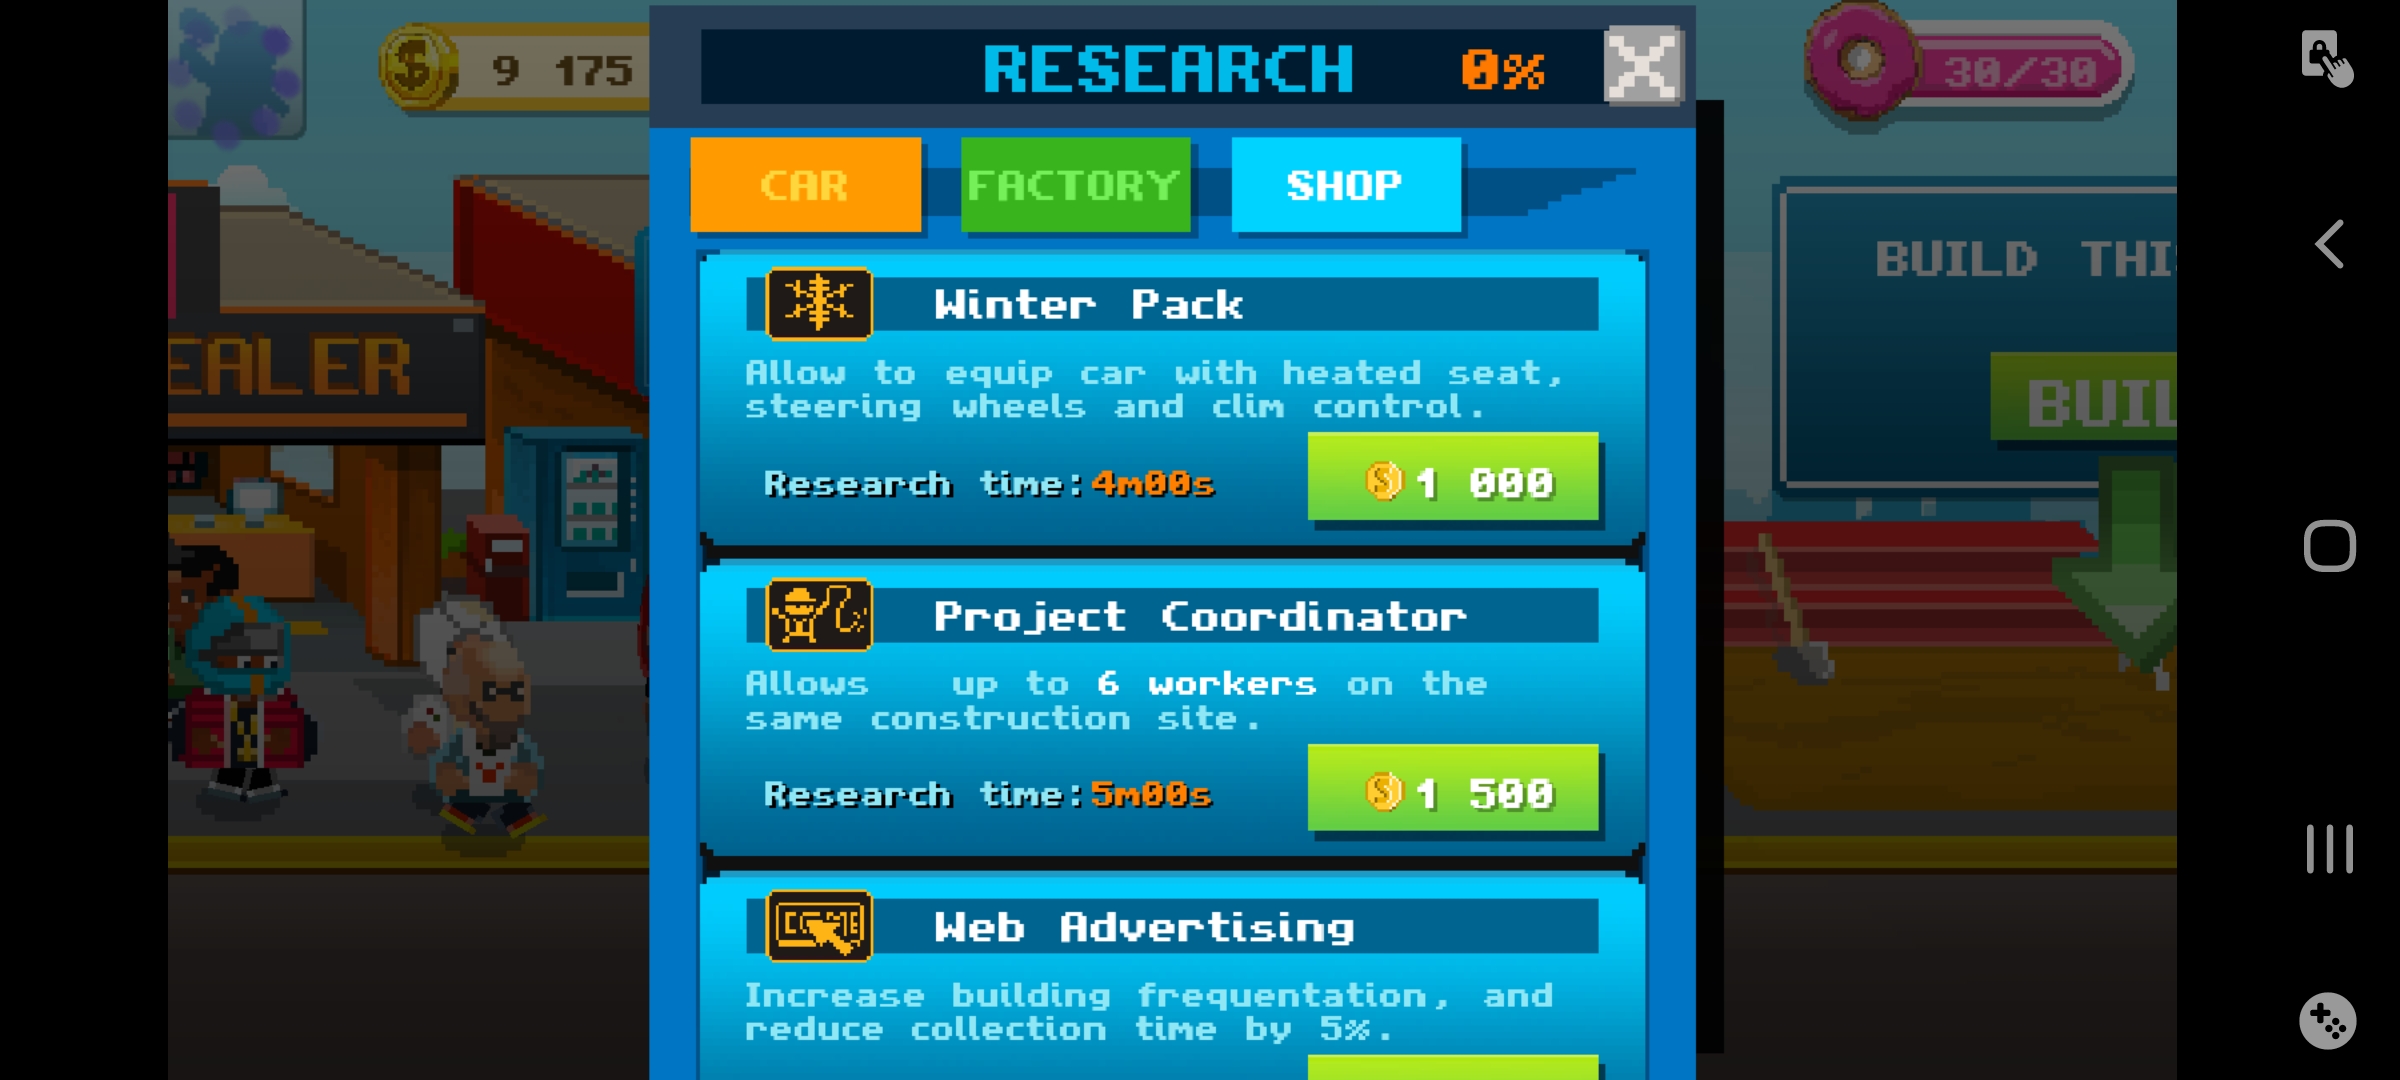 9 175
RESEARCH 0%
30/30
CAR
FACTORY
SHOP
BUILD THI
BUIL
EALER
Winter Pack
Allow to equip car with heated seat,
steering wheels and clim control.
Research time:4m00s
1 000
Project Coordinator
Allows up to 6 workers on the
same construction site.
Research time:5m00s
1 500
Web Advertising
Increase building frequentation, and
reduce collection time by 5%.